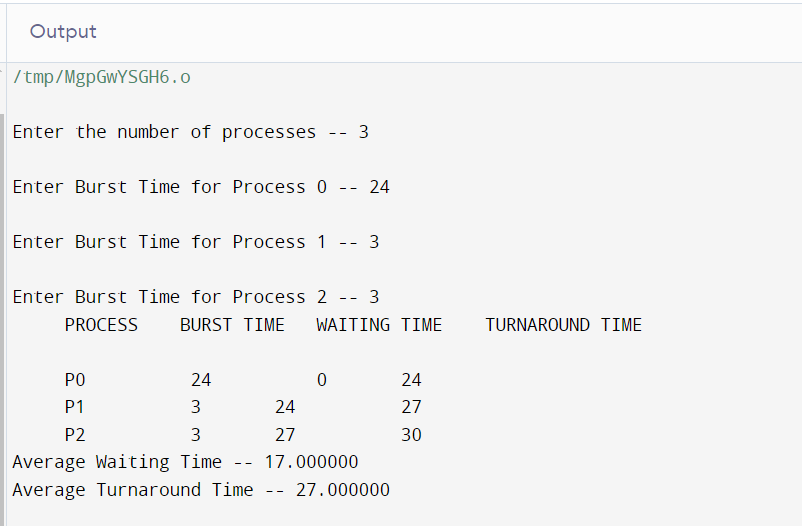 Output
/tmp/MgpGwYSGH6.o
Enter the number of processes -- 3
Enter Burst Time for Process 0 -- 24
Enter Burst Time for Process 1 -- 3
Enter Burst Time for Process 2 -- 3
PROCESS BURST TIME WAITING TIME TURNAROUND TIME
P0 24 0 24
P1 3 24 27
P2 3 27 30
Average Waiting Time -- 17.000000
Average Turnaround Time -- 27.000000